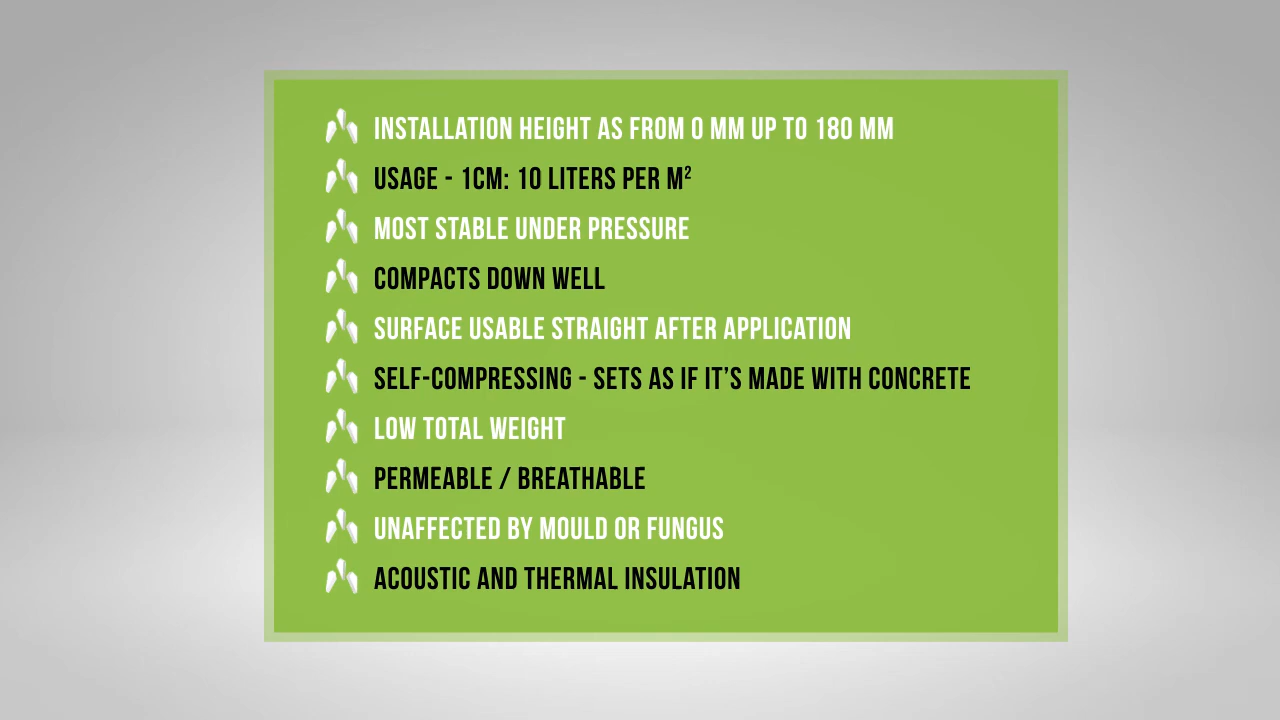 INSTALLATION HEIGHT AS FROM 0 MM UP TO 180 MM
USAGE - 1CM: 10 LITERS PER M²
MOST STABLE UNDER PRESSURE
COMPACTS DOWN WELL
SURFACE USABLE STRAIGHT AFTER APPLICATION
SELF-COMPRESSING - SETS AS IF IT’S MADE WITH CONCRETE
LOW TOTAL WEIGHT
PERMEABLE / BREATHABLE
UNAFFECTED BY MOULD OR FUNGUS
ACOUSTIC AND THERMAL INSULATION